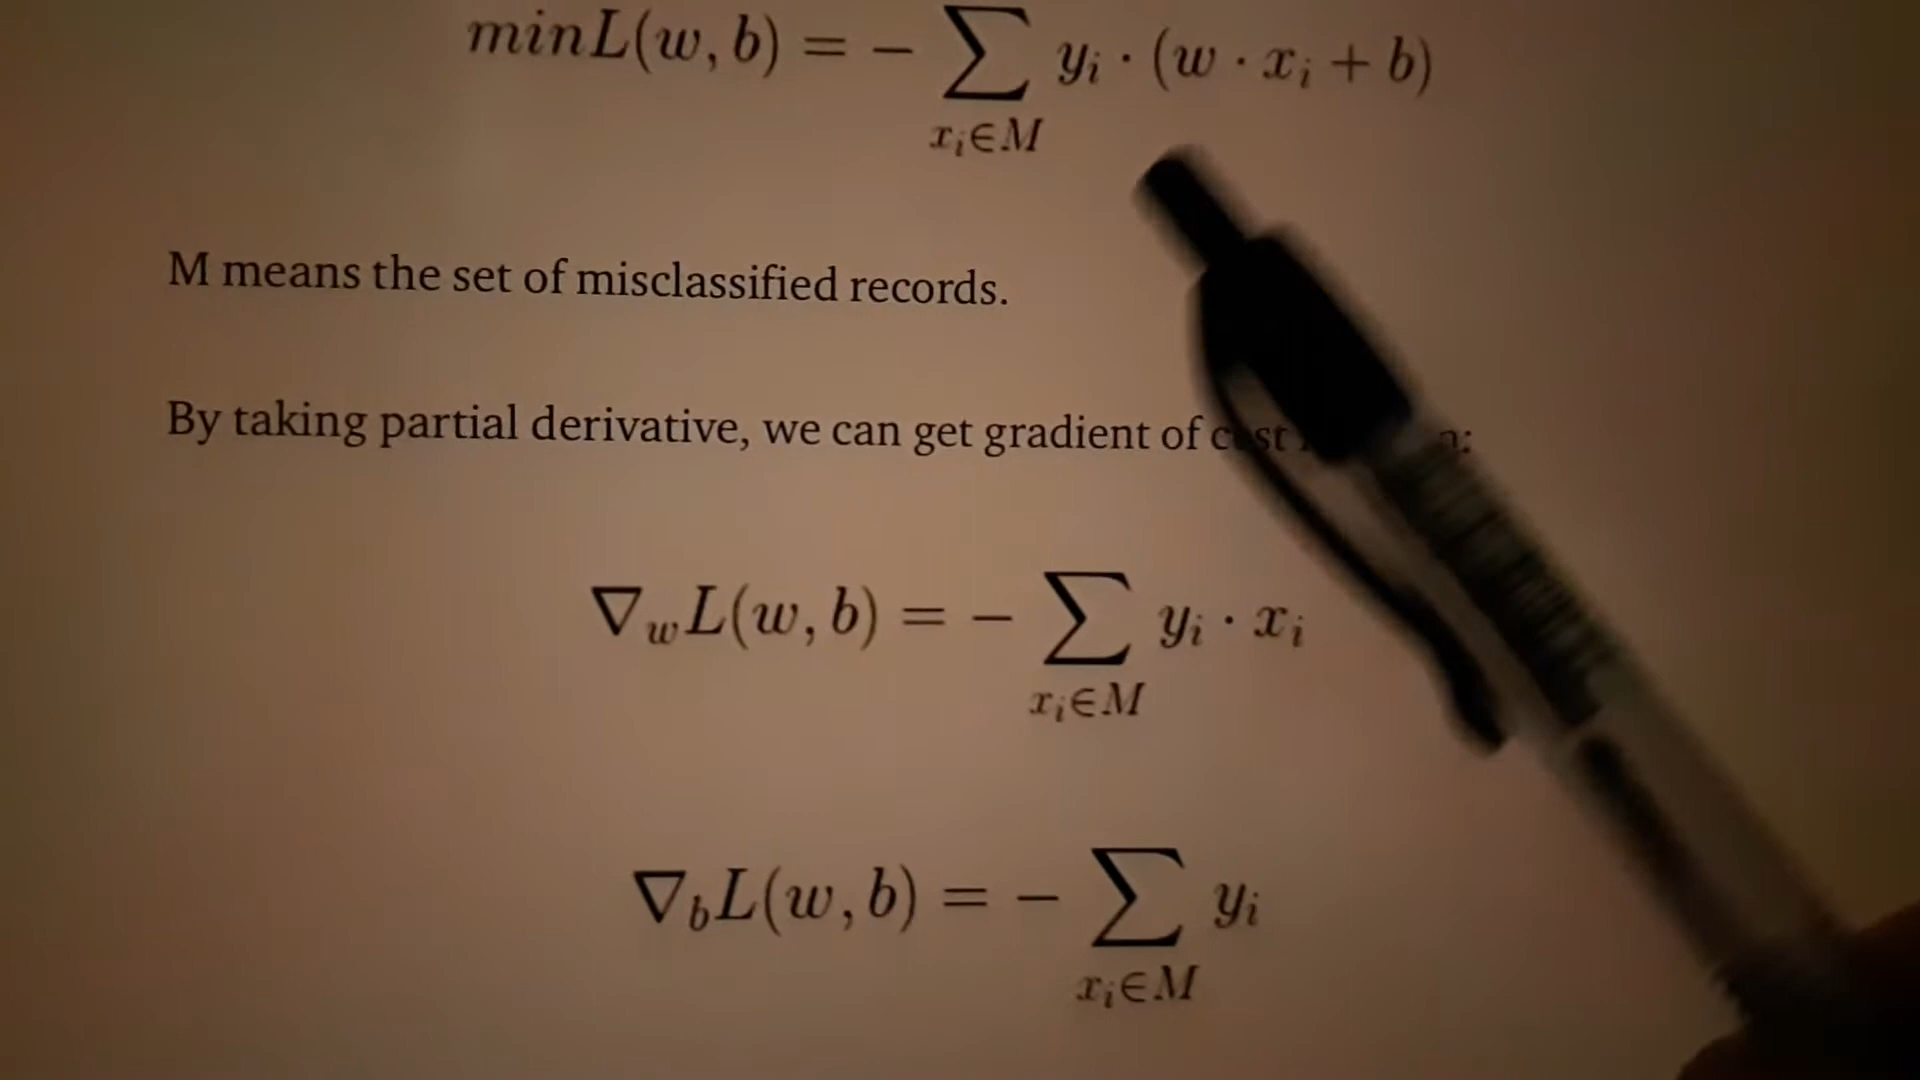 minL(w, b) = − ∑ yᵢ · (w · xᵢ + b)
xᵢ∈M
M means the set of misclassified records.
By taking partial derivative, we can get gradient of cost
∇wL(w, b) = − ∑ yᵢ · xᵢ
xᵢ∈M
∇bL(w, b) = − ∑ yᵢ
xᵢ∈M